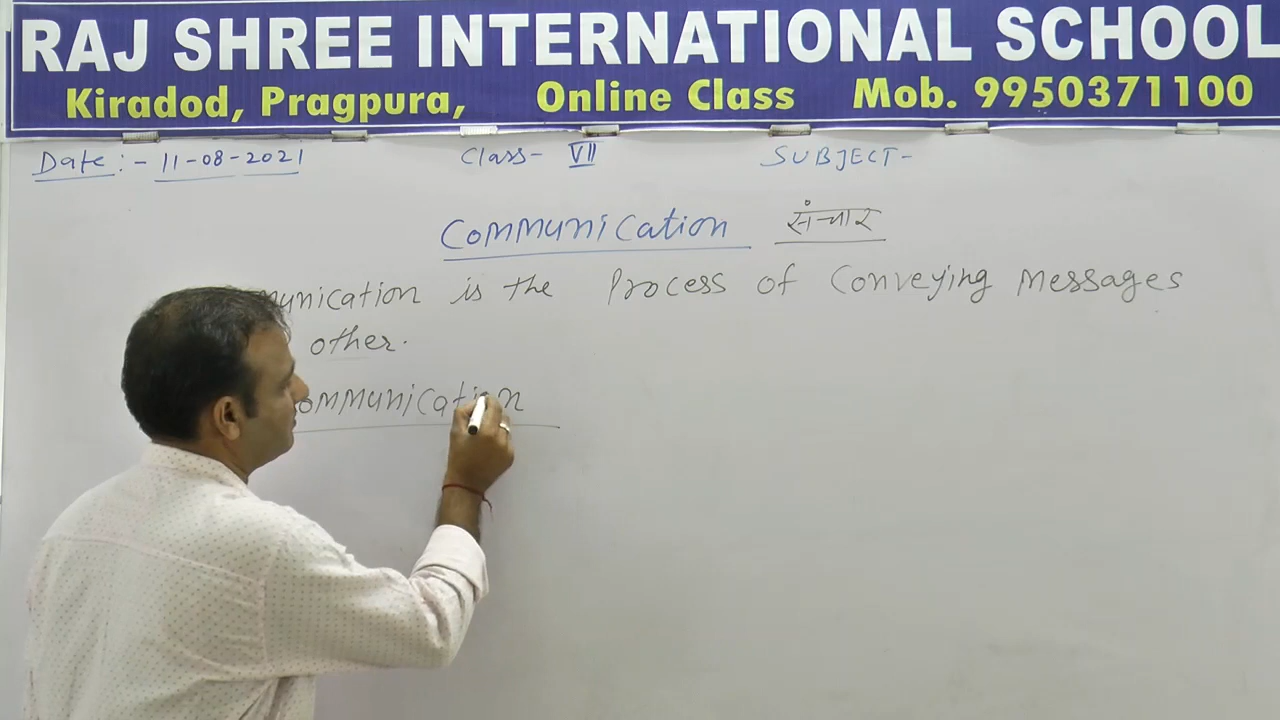 RAJ SHREE INTERNATIONAL SCHOOL
Kiradod, Pragpura, Online Class Mob. 9950371100
Date :- 11-08-2021 Class- VII SUBJECT-
Communication संचार
is the Process of Conveying Messages
other.